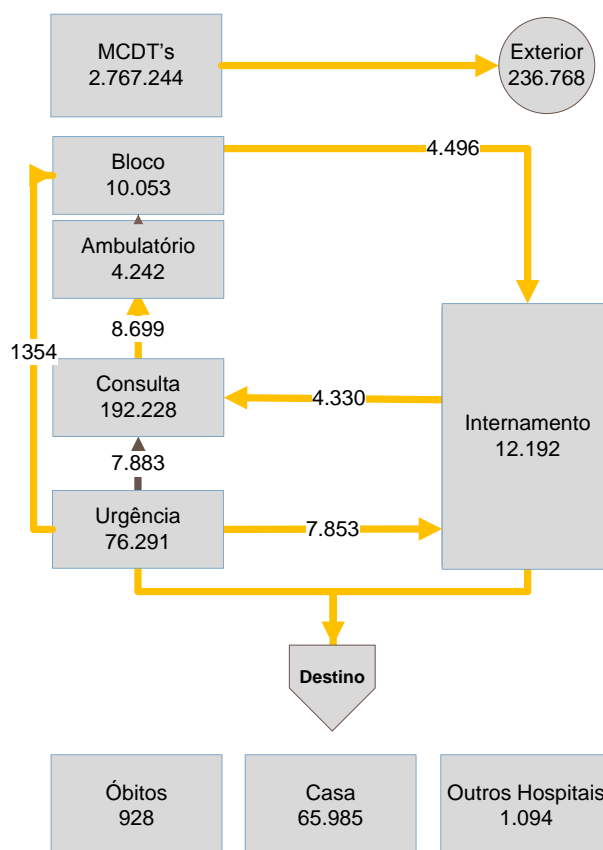 MCDT’s
2.767.244
Exterior
236.768
Bloco
10.053
4.496
Ambulatório
4.242
8.699
1354
Consulta
192.228
4.330
Internamento
12.192
7.883
Urgência
76.291
7.853
Destino
Óbitos
928
Casa
65.985
Outros Hospitais
1.094